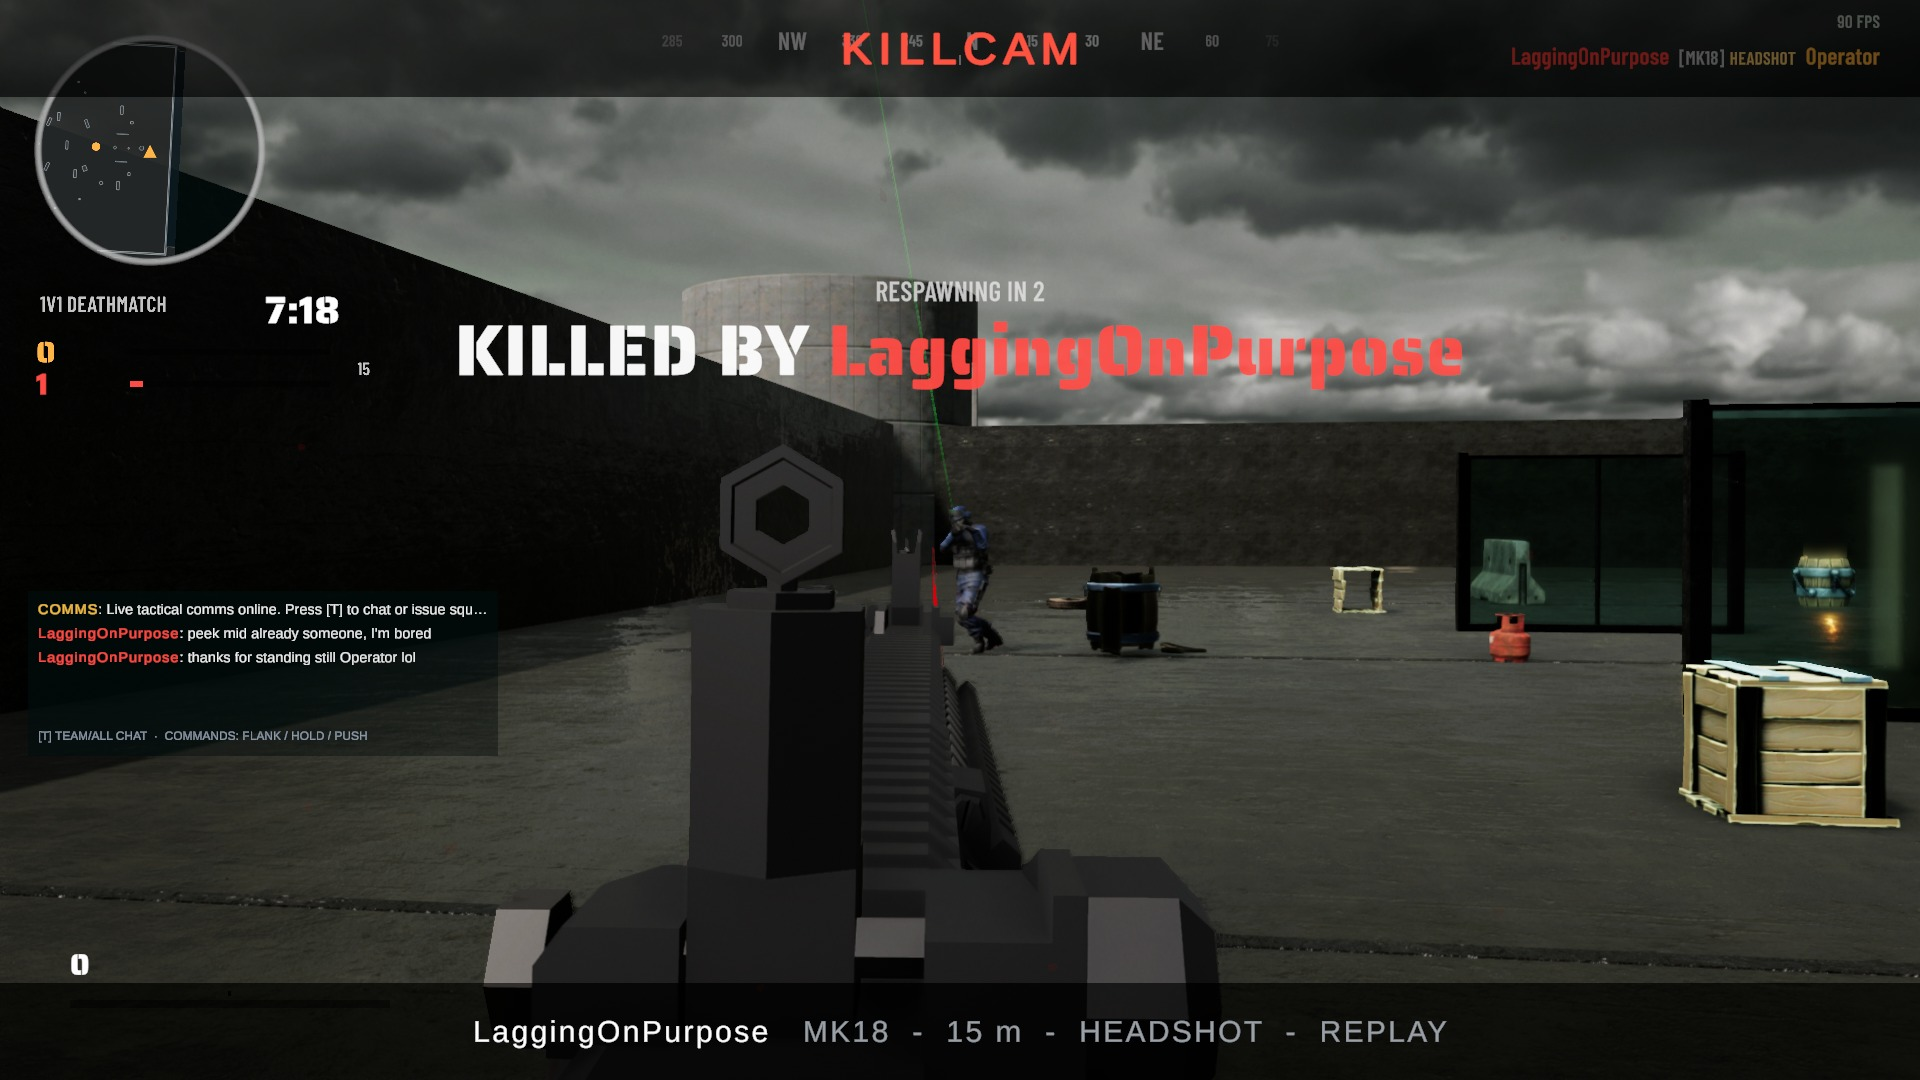 90 FPS
285 300 NW 345 N 15 30 NE 60 75
KILLCAM
LaggingOnPurpose [MK18] HEADSHOT Operator
RESPAWNING IN 2
KILLED BY LaggingOnPurpose
1V1 DEATHMATCH 7:18
0
15
1
COMMS: Live tactical comms online. Press [T] to chat or issue squ...
LaggingOnPurpose: peek mid already someone, I'm bored
LaggingOnPurpose: thanks for standing still Operator lol
[T] TEAM/ALL CHAT · COMMANDS: FLANK / HOLD / PUSH
0
LaggingOnPurpose MK18 - 15 m - HEADSHOT - REPLAY